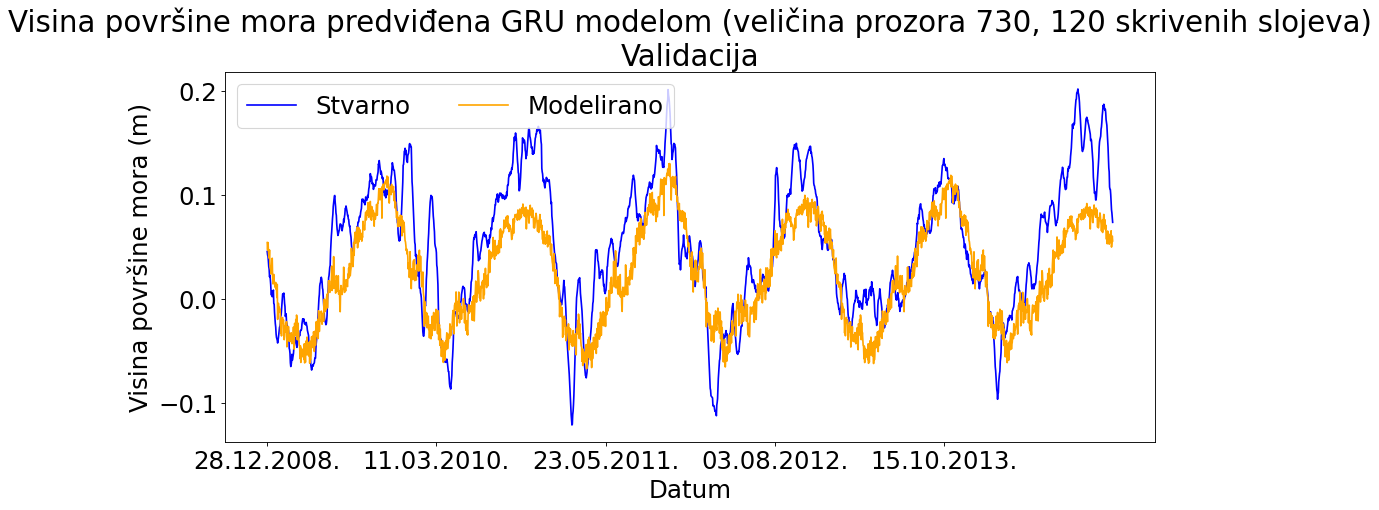 Visina površine mora predviđena GRU modelom (veličina prozora 730, 120 skrivenih slojeva)
Validacija
Stvarno Modelirano
Visina površine mora (m)
0.2
0.1
0.0
−0.1
28.12.2008. 11.03.2010. 23.05.2011. 03.08.2012. 15.10.2013.
Datum